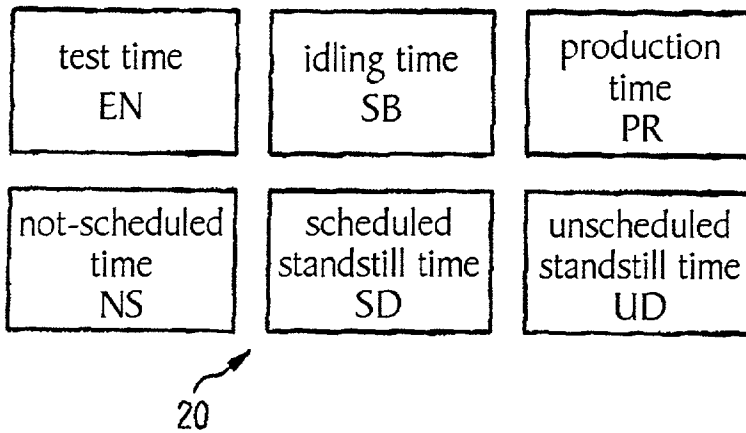 test time
EN
idling time
SB
production
time
PR
not-scheduled
time
NS
scheduled
standstill time
SD
unscheduled
standstill time
UD
20